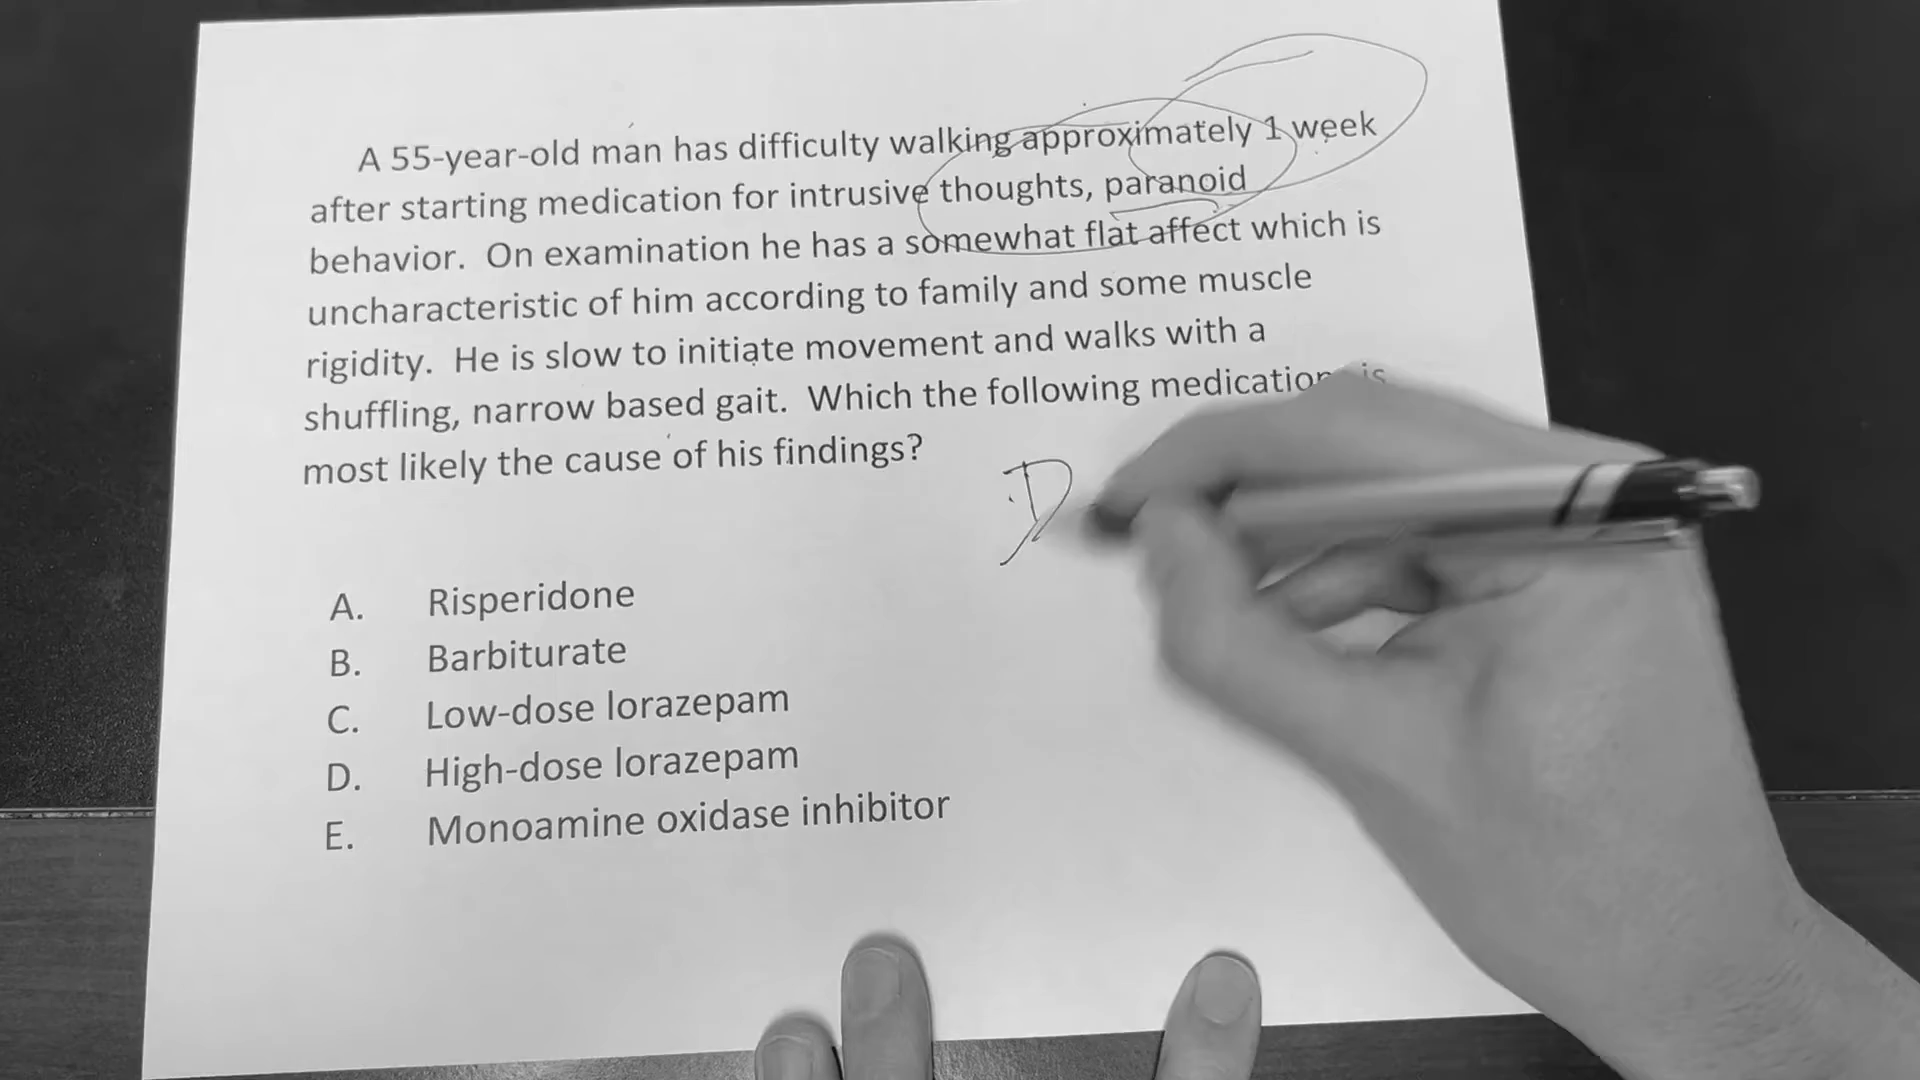 A 55-year-old man has difficulty walking approximately 1 week
after starting medication for intrusive thoughts, paranoid
behavior. On examination he has a somewhat flat affect which is
uncharacteristic of him according to family and some muscle
rigidity. He is slow to initiate movement and walks with a
shuffling, narrow based gait. Which the following medications is
most likely the cause of his findings?
D
A. Risperidone
B. Barbiturate
C. Low-dose lorazepam
D. High-dose lorazepam
E. Monoamine oxidase inhibitor